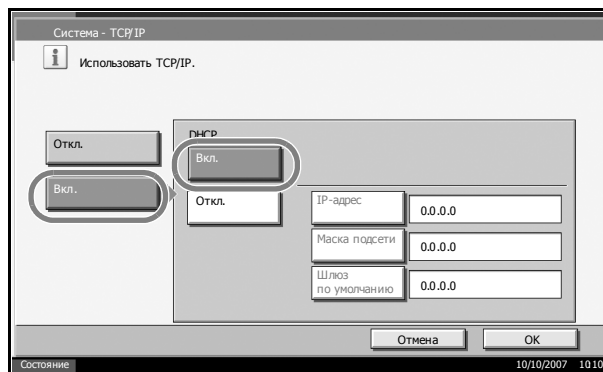 Система - TCP/IP
Использовать TCP/IP.
Откл.
Вкл.
DHCP
Вкл.
Откл.
IP-адрес
0.0.0.0
Маска подсети
0.0.0.0
Шлюз
по умолчанию
0.0.0.0
Отмена
OK
Состояние
10/10/2007 10:10